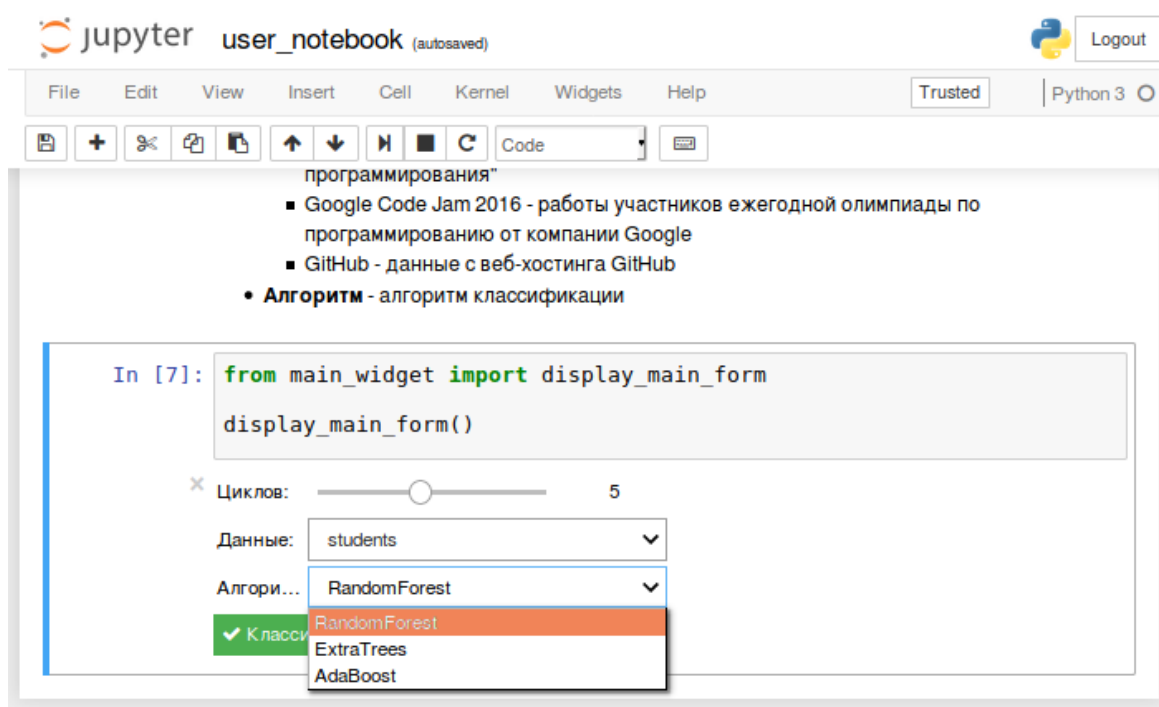 jupyter user_notebook (autosaved) Logout
File Edit View Insert Cell Kernel Widgets Help Trusted Python 3
Code
программирования"
Google Code Jam 2016 - работы участников ежегодной олимпиады по
программированию от компании Google
GitHub - данные с веб-хостинга GitHub
Алгоритм - алгоритм классификации
In [7]: from main_widget import display_main_form
display_main_form()
Циклов: 5
Данные: students
Алгори... RandomForest
RandomForest
Класси
ExtraTrees
AdaBoost